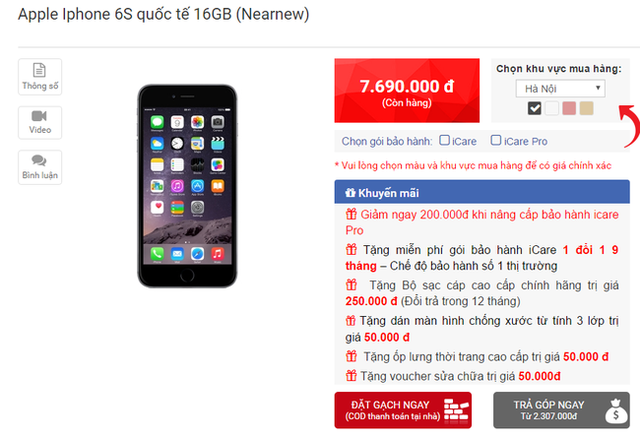 Apple Iphone 6S quốc tế 16GB (Nearnew)
Thông số
Video
Bình luận
7.690.000 đ
(Còn hàng)
Chọn khu vực mua hàng:
Hà Nội
Chọn gói bảo hành: iCare iCare Pro
* Vui lòng chọn màu và khu vực mua hàng để có giá chính xác
Khuyến mãi
Giảm ngay 200.000đ khi nâng cấp bảo hành icare
Pro
Tặng miễn phí gói bảo hành iCare 1 đổi 1 9
tháng – Chế độ bảo hành số 1 thị trường
Tặng Bộ sạc cáp cao cấp chính hãng trị giá
250.000 đ (Đổi trả trong 12 tháng)
Tặng dán màn hình chống xước từ tính 3 lớp trị
giá 50.000 đ
Tặng ốp lưng thời trang cao cấp trị giá 50.000 đ
Tặng voucher sửa chữa trị giá 50.000đ
ĐẶT GẠCH NGAY
(COD thanh toán tại nhà)
TRẢ GÓP NGAY
Từ 2.307.000đ